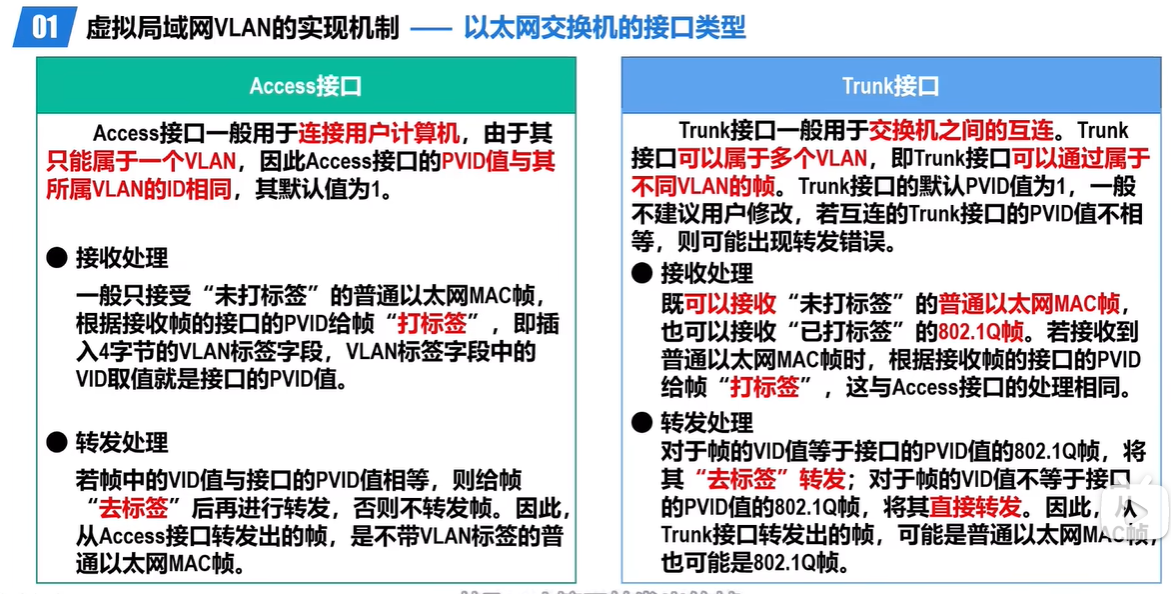 01 虚拟局域网VLAN的实现机制 —— 以太网交换机的接口类型
Access接口
Access接口一般用于连接用户计算机，由于其
只能属于一个VLAN，因此Access接口的PVID值与其
所属VLAN的ID相同，其默认值为1。
● 接收处理
一般只接受“未打标签”的普通以太网MAC帧，
根据接收帧的接口的PVID给帧“打标签”，即插
入4字节的VLAN标签字段，VLAN标签字段中的
VID取值就是接口的PVID值。
● 转发处理
若帧中的VID值与接口的PVID值相等，则给帧
“去标签”后再进行转发，否则不转发帧。因此，
从Access接口转发出的帧，是不带VLAN标签的普
通以太网MAC帧。
Trunk接口
Trunk接口一般用于交换机之间的互连。Trunk
接口可以属于多个VLAN，即Trunk接口可以通过属于
不同VLAN的帧。Trunk接口的默认PVID值为1，一般
不建议用户修改，若互连的Trunk接口的PVID值不相
等，则可能出现转发错误。
● 接收处理
既可以接收“未打标签”的普通以太网MAC帧，
也可以接收“已打标签”的802.1Q帧。若接收到
普通以太网MAC帧时，根据接收帧的接口的PVID
给帧“打标签”，这与Access接口的处理相同。
● 转发处理
对于帧的VID值等于接口的PVID值的802.1Q帧，将
其“去标签”转发；对于帧的VID值不等于接口
的PVID值的802.1Q帧，将其直接转发。因此，从
Trunk接口转发出的帧，可能是普通以太网MAC帧，
也可能是802.1Q帧。